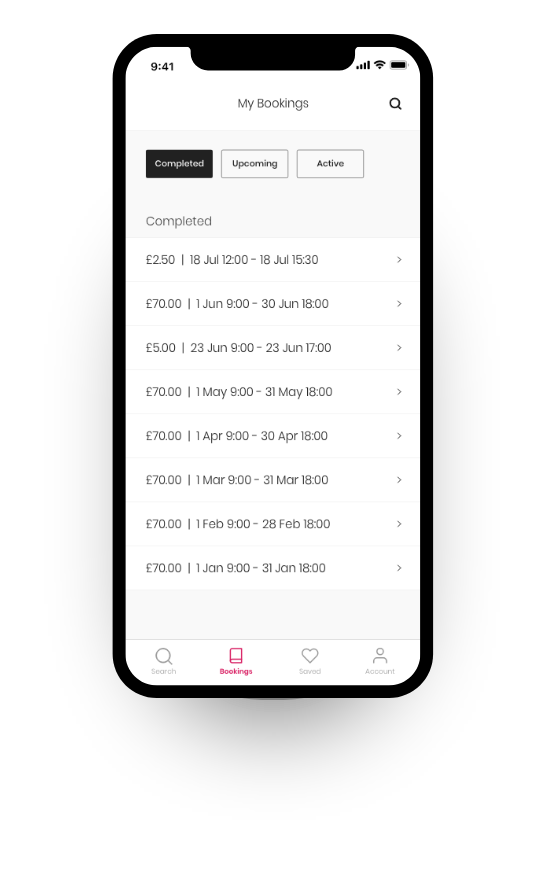 9:41
My Bookings
Completed Upcoming Active
Completed
£2.50 | 18 Jul 12:00 - 18 Jul 15:30
£70.00 | 1 Jun 9:00 - 30 Jun 18:00
£5.00 | 23 Jun 9:00 - 23 Jun 17:00
£70.00 | 1 May 9:00 - 31 May 18:00
£70.00 | 1 Apr 9:00 - 30 Apr 18:00
£70.00 | 1 Mar 9:00 - 31 Mar 18:00
£70.00 | 1 Feb 9:00 - 28 Feb 18:00
£70.00 | 1 Jan 9:00 - 31 Jan 18:00
Search Bookings Saved Account